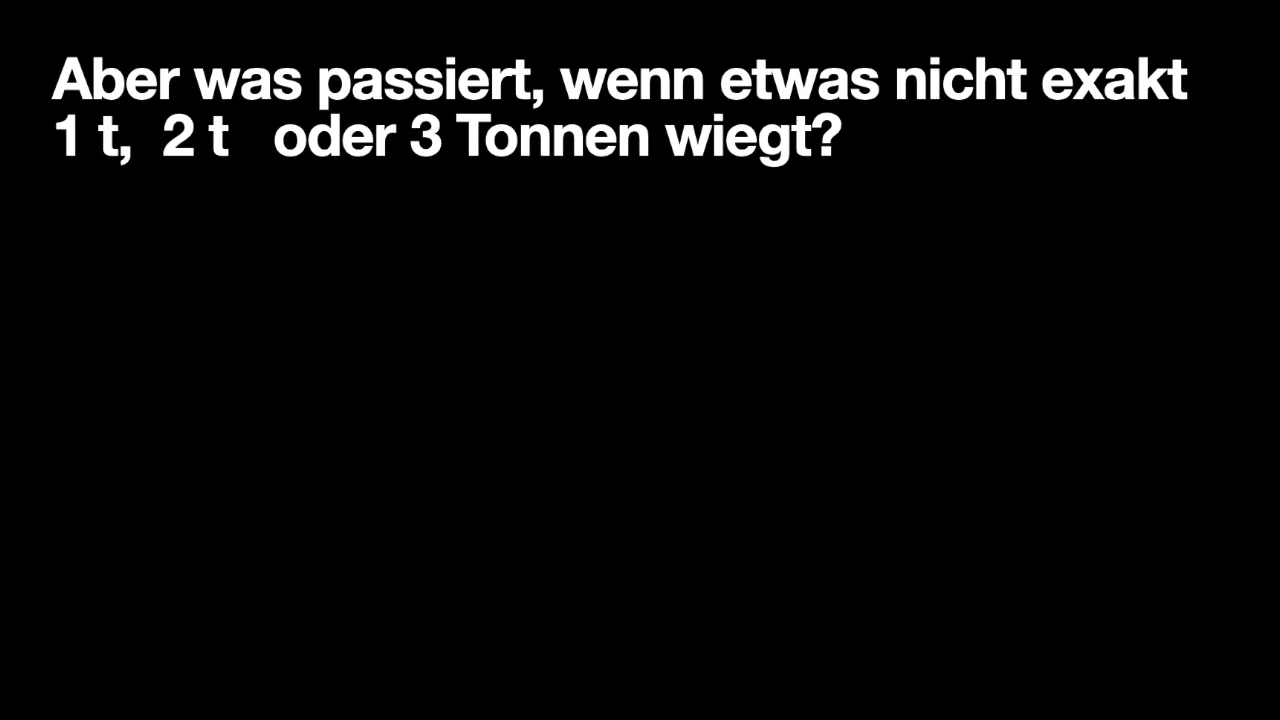 Aber was passiert, wenn etwas nicht exakt
1 t, 2 t oder 3 Tonnen wiegt?